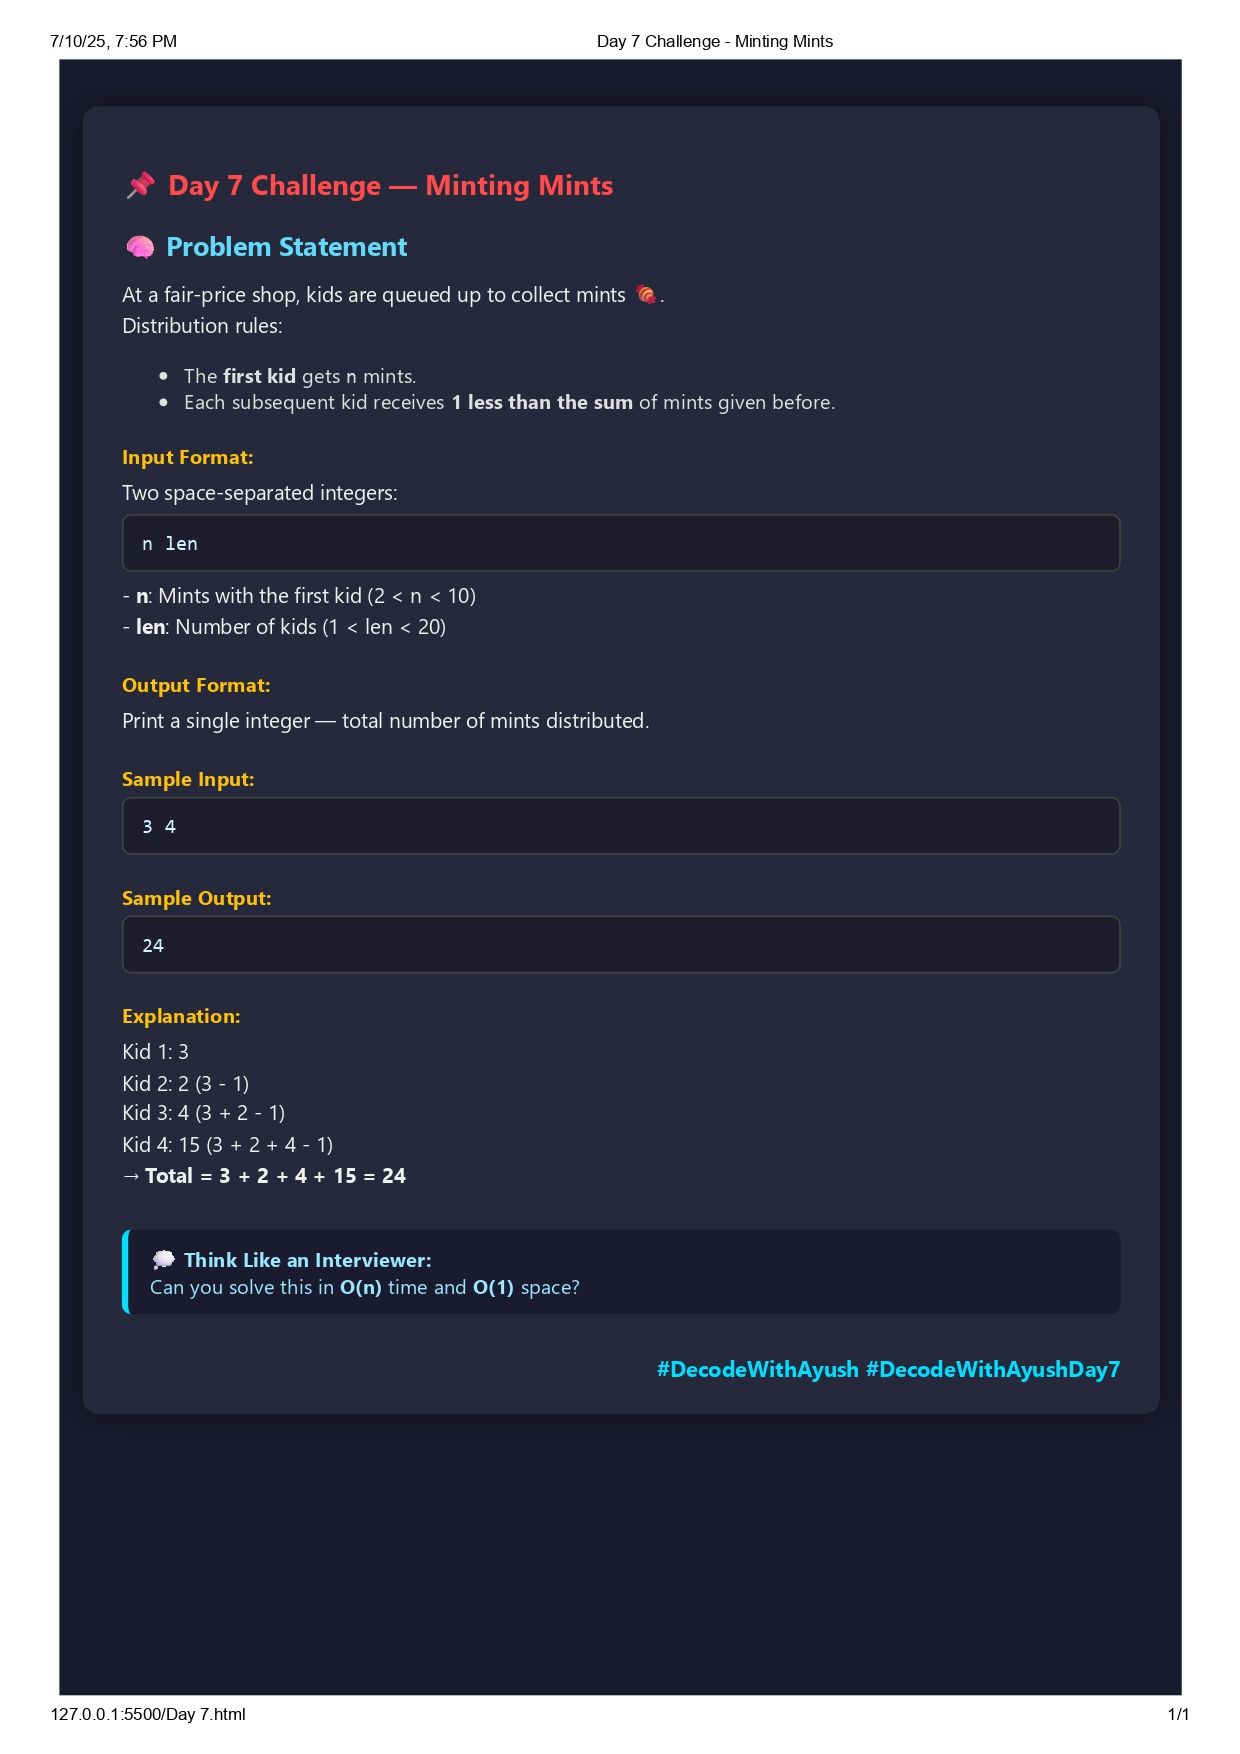 7/10/25, 7:56 PM Day 7 Challenge - Minting Mints
📌 Day 7 Challenge — Minting Mints
🧠 Problem Statement
At a fair-price shop, kids are queued up to collect mints 🍬.
Distribution rules:
• The first kid gets n mints.
• Each subsequent kid receives 1 less than the sum of mints given before.
Input Format:
Two space-separated integers:
n len
- n: Mints with the first kid (2 < n < 10)
- len: Number of kids (1 < len < 20)
Output Format:
Print a single integer — total number of mints distributed.
Sample Input:
3 4
Sample Output:
24
Explanation:
Kid 1: 3
Kid 2: 2 (3 - 1)
Kid 3: 4 (3 + 2 - 1)
Kid 4: 15 (3 + 2 + 4 - 1)
→ Total = 3 + 2 + 4 + 15 = 24
💭 Think Like an Interviewer:
Can you solve this in O(n) time and O(1) space?
#DecodeWithAyush #DecodeWithAyushDay7
127.0.0.1:5500/Day 7.html 1/1